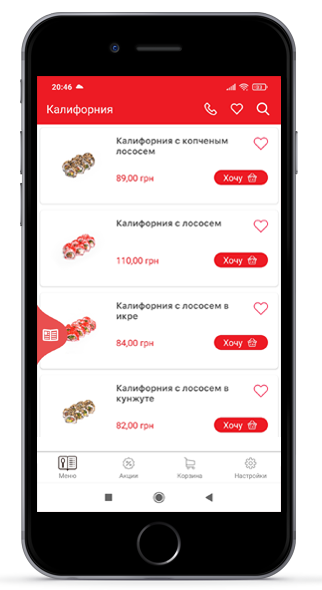 20:46
Калифорния
Калифорния с копченым
лососем
89,00 грн
Хочу
Калифорния с лососем
110,00 грн
Хочу
Калифорния с лососем в
икре
84,00 грн
Хочу
Калифорния с лососем в
кунжуте
82,00 грн
Хочу
Меню Акции Корзина Настройки